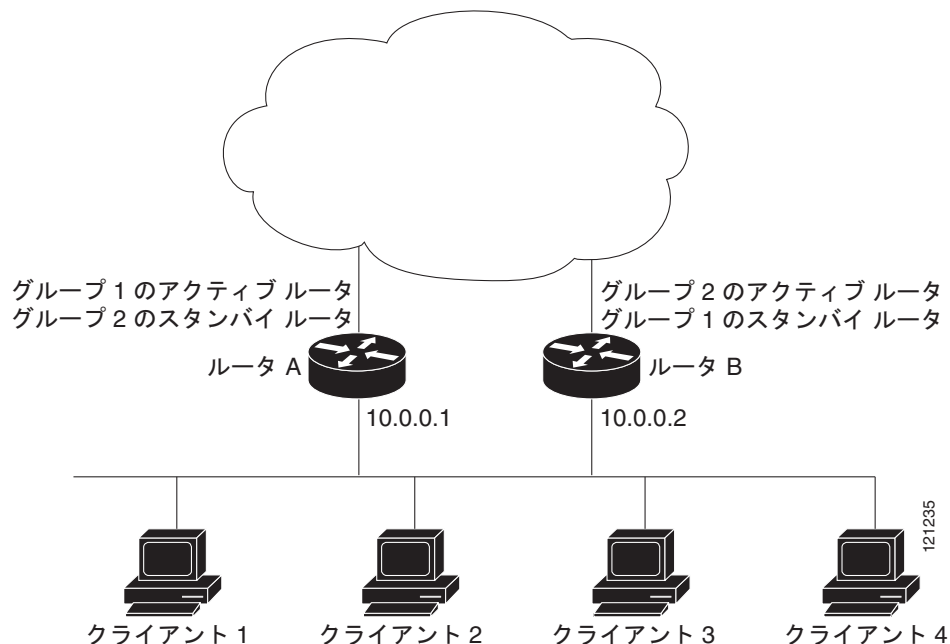 グループ 1 のアクティブ ルータ
グループ 2 のスタンバイ ルータ
グループ 2 のアクティブ ルータ
グループ 1 のスタンバイ ルータ
ルータ A
ルータ B
10.0.0.1
10.0.0.2
121235
クライアント 1
クライアント 2
クライアント 3
クライアント 4